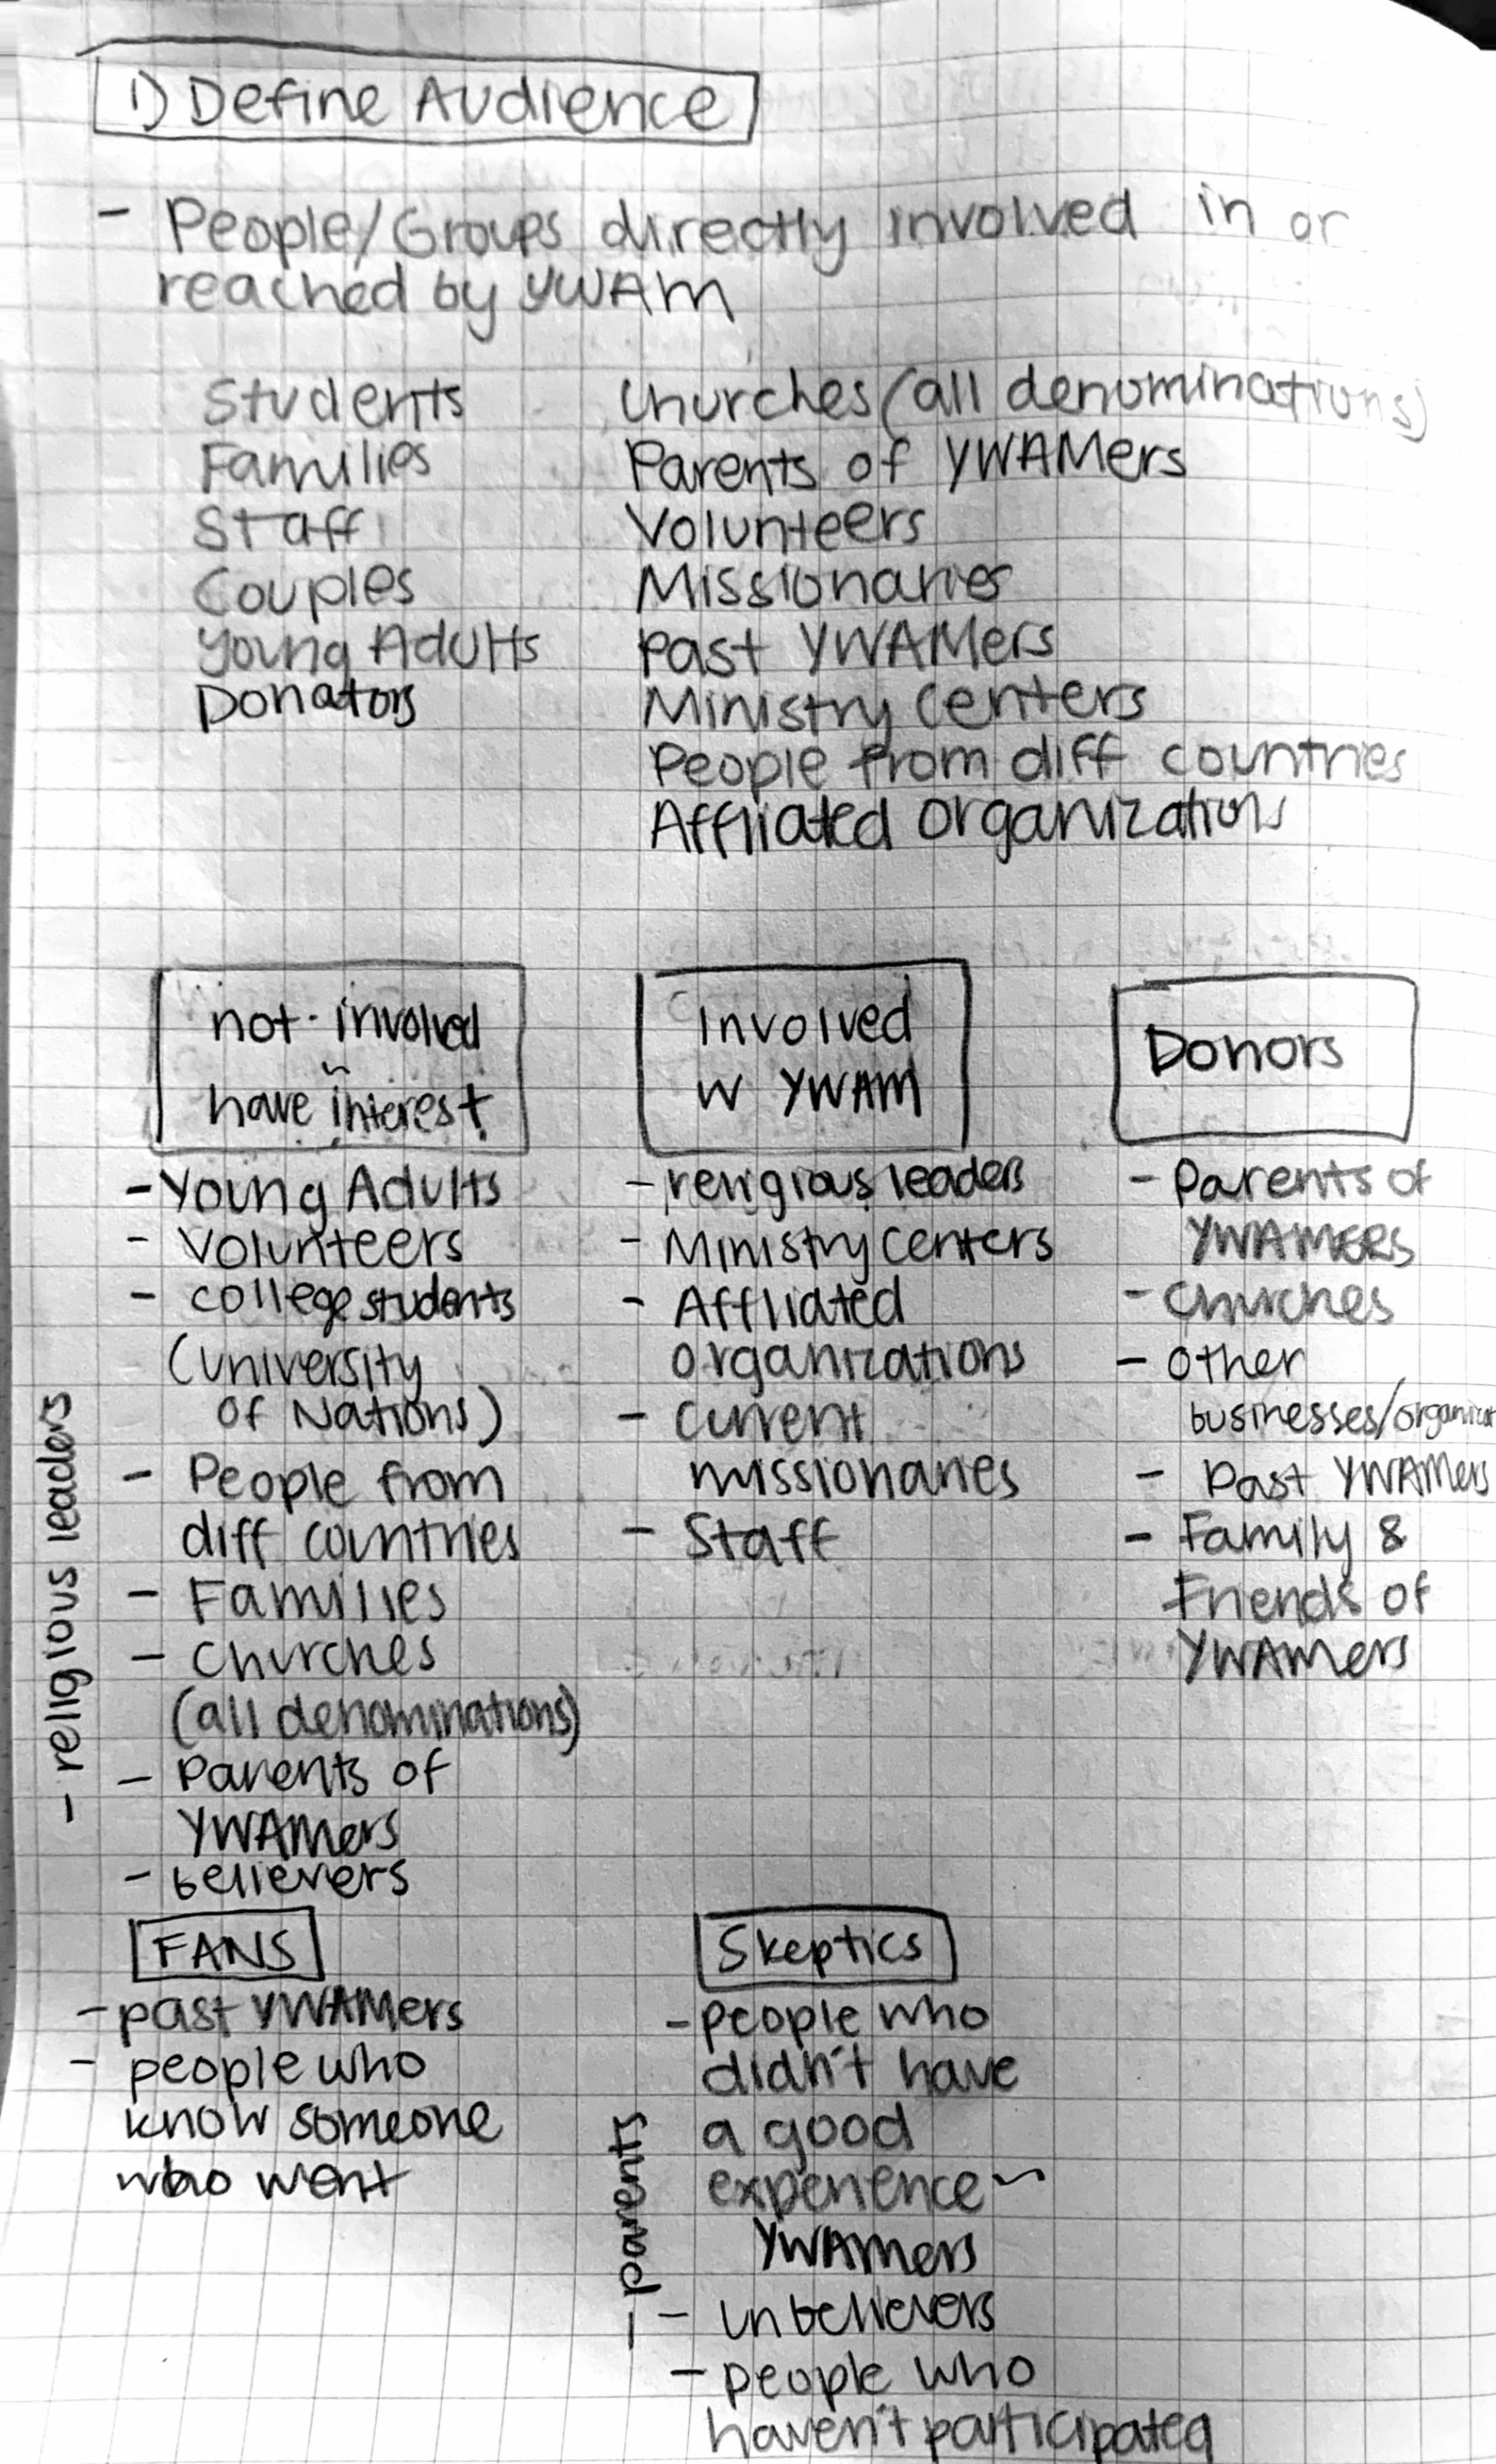 1) Define Audience
- People/Groups directly involved in or
reached by YWAM
Students
Families
Staff
Couples
Young Adults
Donators
Churches (all denominations)
Parents of YWAMers
Volunteers
Missionaries
Past YWAMers
Ministry Centers
People from diff countries
Affliated organizations
not-involved
have interest
- Young Adults
- Volunteers
- college students
(university
of Nations)
- People from
diff countries
- Families
- Churches
(all denominations)
- Parents of
YWAMers
- believers
- religious leaders
Involved
w YWAM
- religious leaders
- Ministry Centers
- Affliated
organizations
- Current
missionaries
- Staff
Donors
- Parents of
YWAMERS
- Churches
- other
businesses/organizat
- Past YWAMers
- Family &
Friends of
YWAMers
FANS
- past YWAMers
- people who
know someone
who went
Skeptics
- people who
didn't have
a good
experience ~
YWAMers
- unbelievers
- people who
haven't participated
- parents